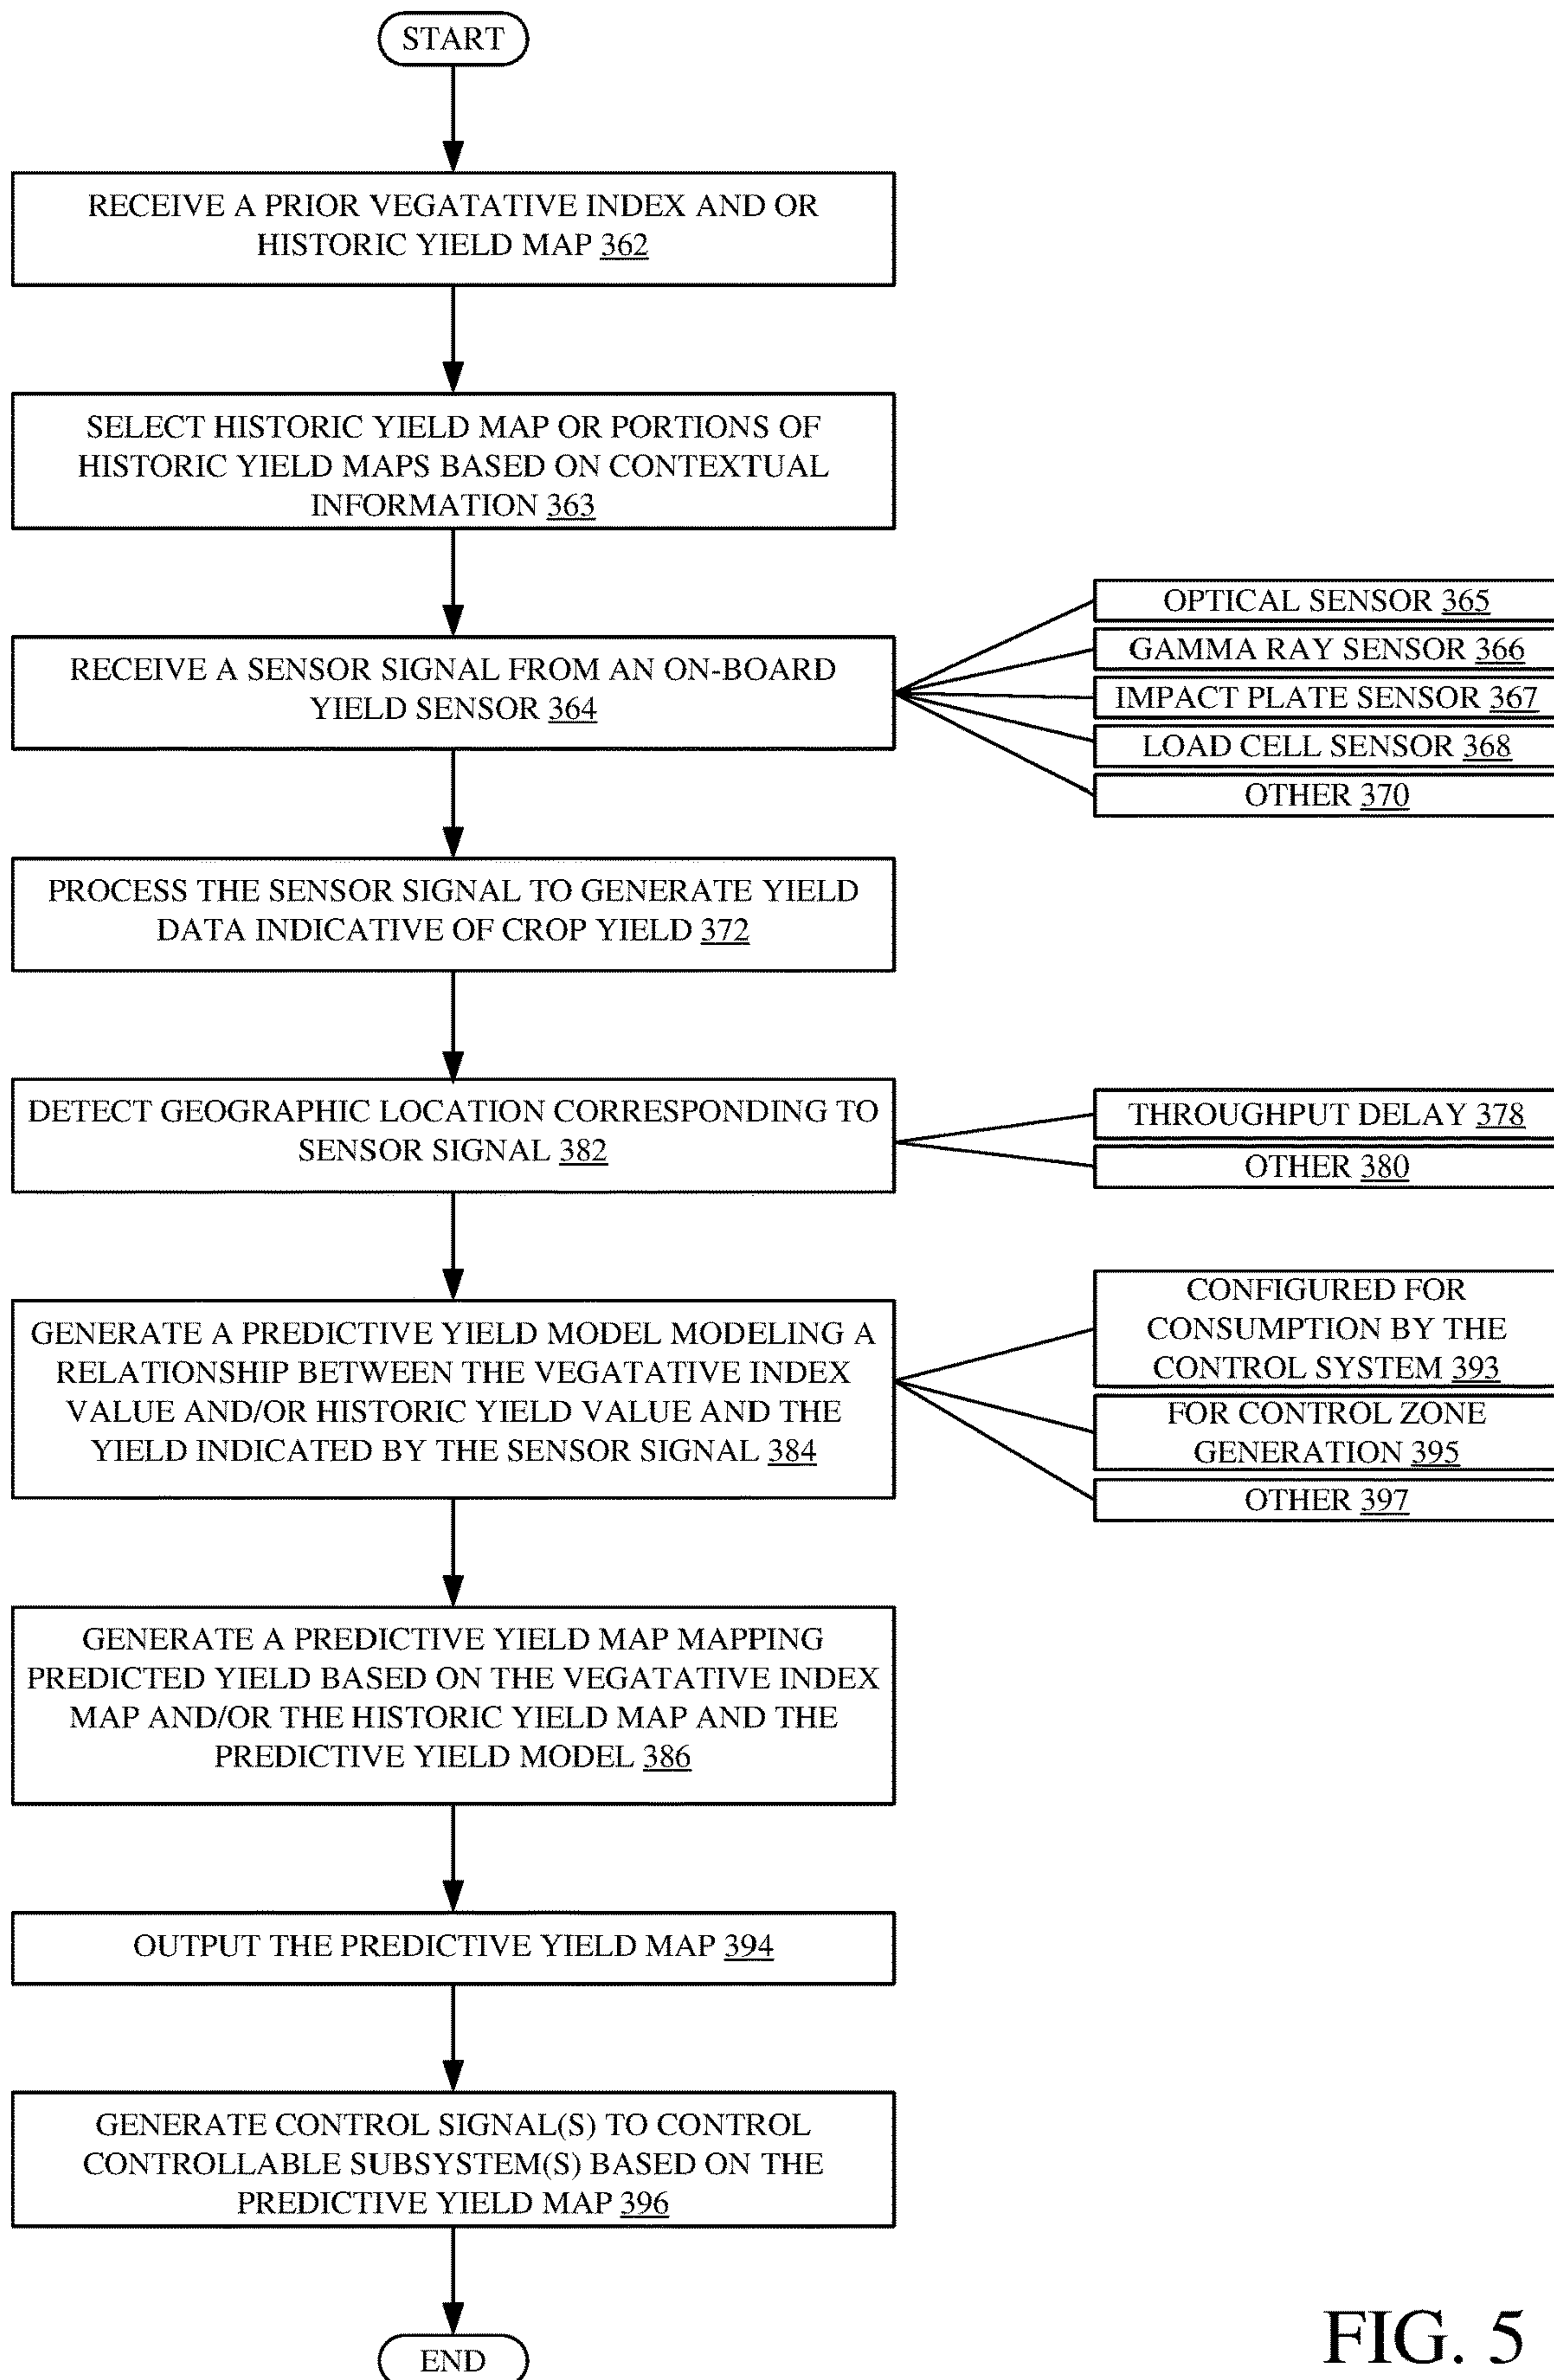 START
RECEIVE A PRIOR VEGATATIVE INDEX AND OR
HISTORIC YIELD MAP 362
SELECT HISTORIC YIELD MAP OR PORTIONS OF
HISTORIC YIELD MAPS BASED ON CONTEXTUAL
INFORMATION 363
RECEIVE A SENSOR SIGNAL FROM AN ON-BOARD
YIELD SENSOR 364
OPTICAL SENSOR 365
GAMMA RAY SENSOR 366
IMPACT PLATE SENSOR 367
LOAD CELL SENSOR 368
OTHER 370
PROCESS THE SENSOR SIGNAL TO GENERATE YIELD
DATA INDICATIVE OF CROP YIELD 372
DETECT GEOGRAPHIC LOCATION CORRESPONDING TO
SENSOR SIGNAL 382
THROUGHPUT DELAY 378
OTHER 380
GENERATE A PREDICTIVE YIELD MODEL MODELING A
RELATIONSHIP BETWEEN THE VEGATATIVE INDEX
VALUE AND/OR HISTORIC YIELD VALUE AND THE
YIELD INDICATED BY THE SENSOR SIGNAL 384
CONFIGURED FOR
CONSUMPTION BY THE
CONTROL SYSTEM 393
FOR CONTROL ZONE
GENERATION 395
OTHER 397
GENERATE A PREDICTIVE YIELD MAP MAPPING
PREDICTED YIELD BASED ON THE VEGATATIVE INDEX
MAP AND/OR THE HISTORIC YIELD MAP AND THE
PREDICTIVE YIELD MODEL 386
OUTPUT THE PREDICTIVE YIELD MAP 394
GENERATE CONTROL SIGNAL(S) TO CONTROL
CONTROLLABLE SUBSYSTEM(S) BASED ON THE
PREDICTIVE YIELD MAP 396
END
FIG. 5